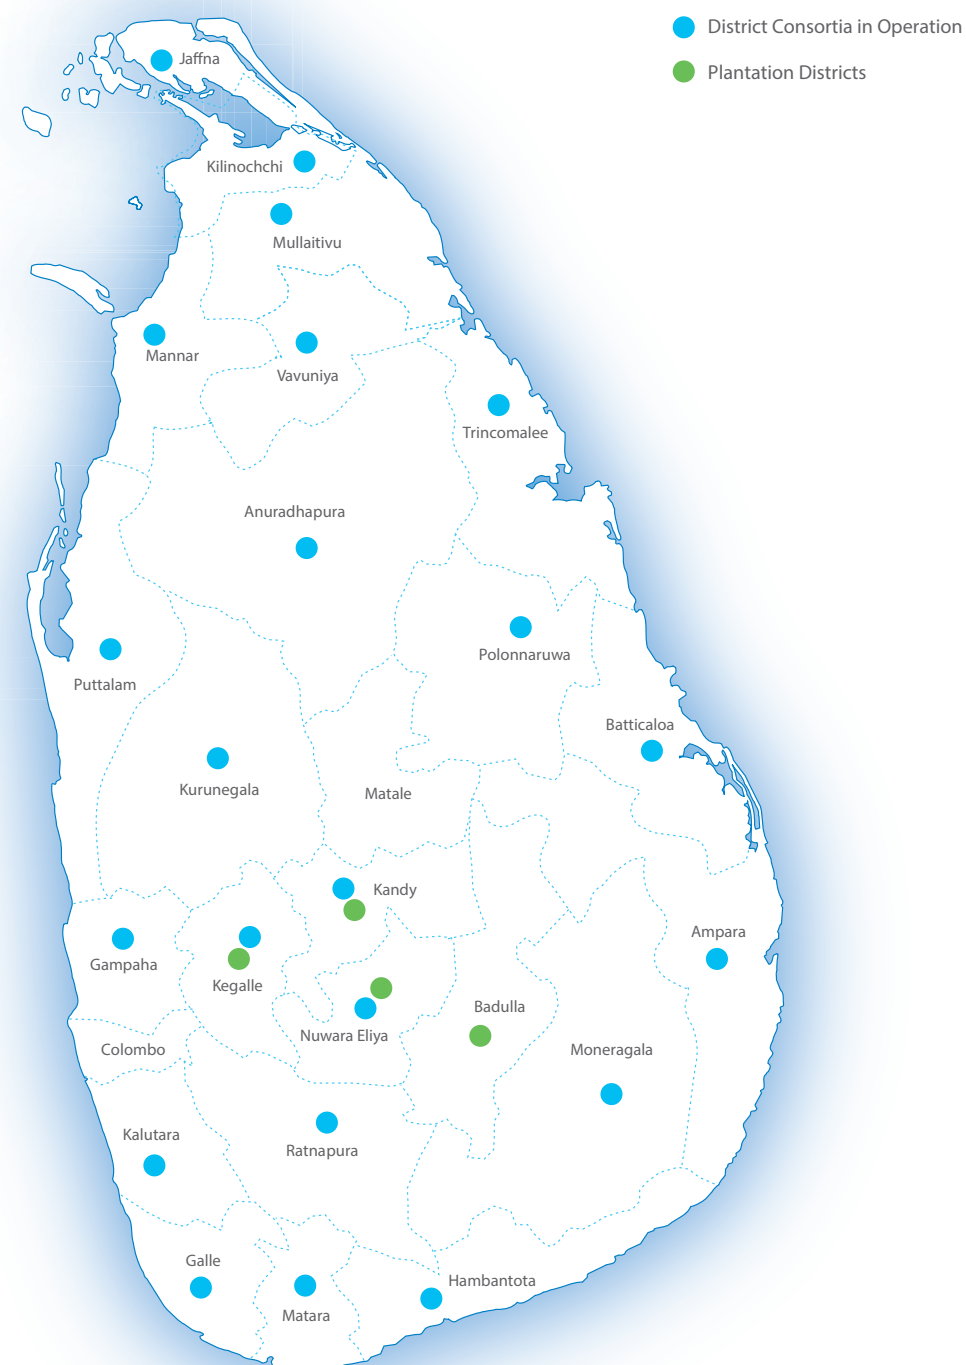 District Consortia in Operation
Plantation Districts
Jaffna
Kilinochchi
Mullaitivu
Mannar
Vavuniya
Trincomalee
Anuradhapura
Polonnaruwa
Puttalam
Batticaloa
Kurunegala
Matale
Kandy
Ampara
Gampaha
Kegalle
Badulla
Nuwara Eliya
Colombo
Moneragala
Kalutara
Ratnapura
Galle
Hambantota
Matara